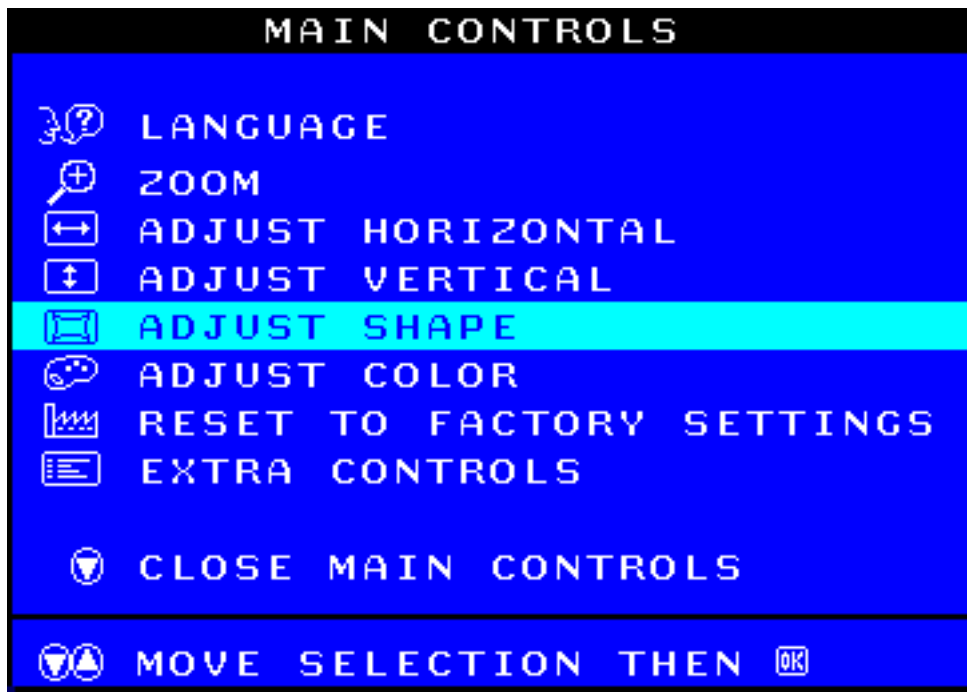 MAIN CONTROLS
? LANGUAGE
ZOOM
ADJUST HORIZONTAL
ADJUST VERTICAL
ADJUST SHAPE
ADJUST COLOR
RESET TO FACTORY SETTINGS
EXTRA CONTROLS
CLOSE MAIN CONTROLS
MOVE SELECTION THEN OK